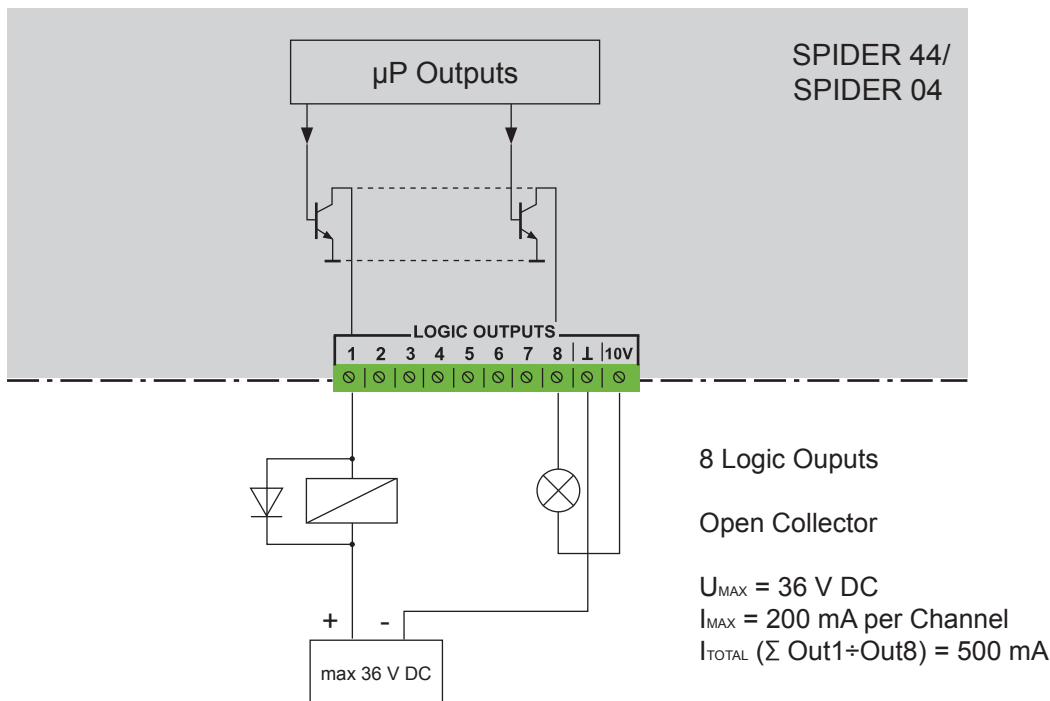 µP Outputs
SPIDER 44/
SPIDER 04
LOGIC OUTPUTS
1 2 3 4 5 6 7 8 ⊥ 10V
8 Logic Ouputs
Open Collector
UMAX = 36 V DC
IMAX = 200 mA per Channel
ITOTAL (Σ Out1÷Out8) = 500 mA
+ -
max 36 V DC